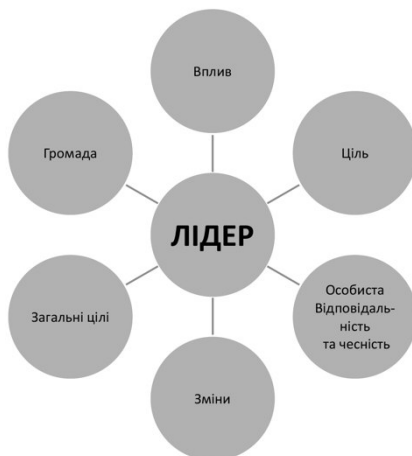 Вплив
Громада
Ціль
ЛІДЕР
Загальні цілі
Особиста
Відповідаль-
ність
та чесність
Зміни